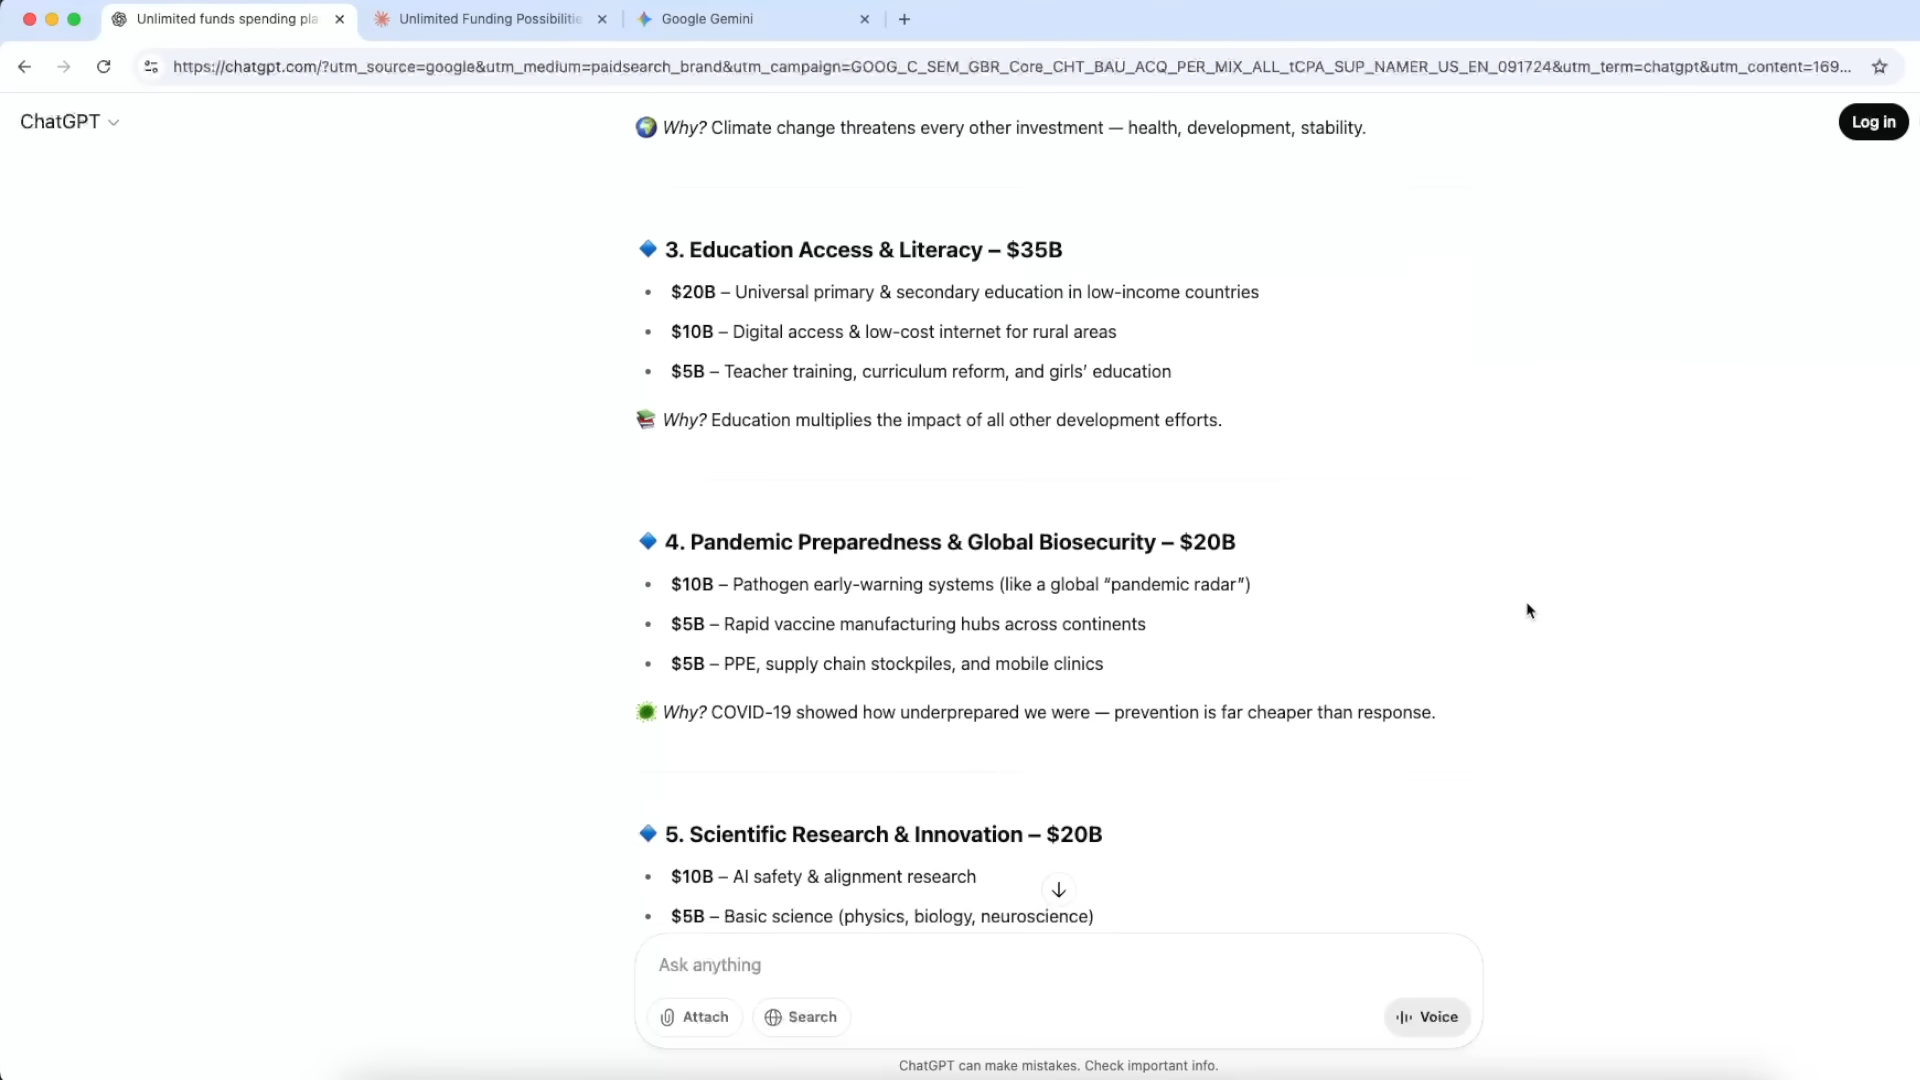 Unlimited funds spending pla
Unlimited Funding Possibilitie
Google Gemini
https://chatgpt.com/?utm_source=google&utm_medium=paidsearch_brand&utm_campaign=GOOG_C_SEM_GBR_Core_CHT_BAU_ACQ_PER_MIX_ALL_tCPA_SUP_NAMER_US_EN_091724&utm_term=chatgpt&utm_content=169...
ChatGPT
Log in
Why? Climate change threatens every other investment — health, development, stability.
3. Education Access & Literacy – $35B
• $20B – Universal primary & secondary education in low-income countries
• $10B – Digital access & low-cost internet for rural areas
• $5B – Teacher training, curriculum reform, and girls’ education
Why? Education multiplies the impact of all other development efforts.
4. Pandemic Preparedness & Global Biosecurity – $20B
• $10B – Pathogen early-warning systems (like a global “pandemic radar”)
• $5B – Rapid vaccine manufacturing hubs across continents
• $5B – PPE, supply chain stockpiles, and mobile clinics
Why? COVID-19 showed how underprepared we were — prevention is far cheaper than response.
5. Scientific Research & Innovation – $20B
• $10B – AI safety & alignment research
• $5B – Basic science (physics, biology, neuroscience)
Ask anything
Attach
Search
Voice
ChatGPT can make mistakes. Check important info.